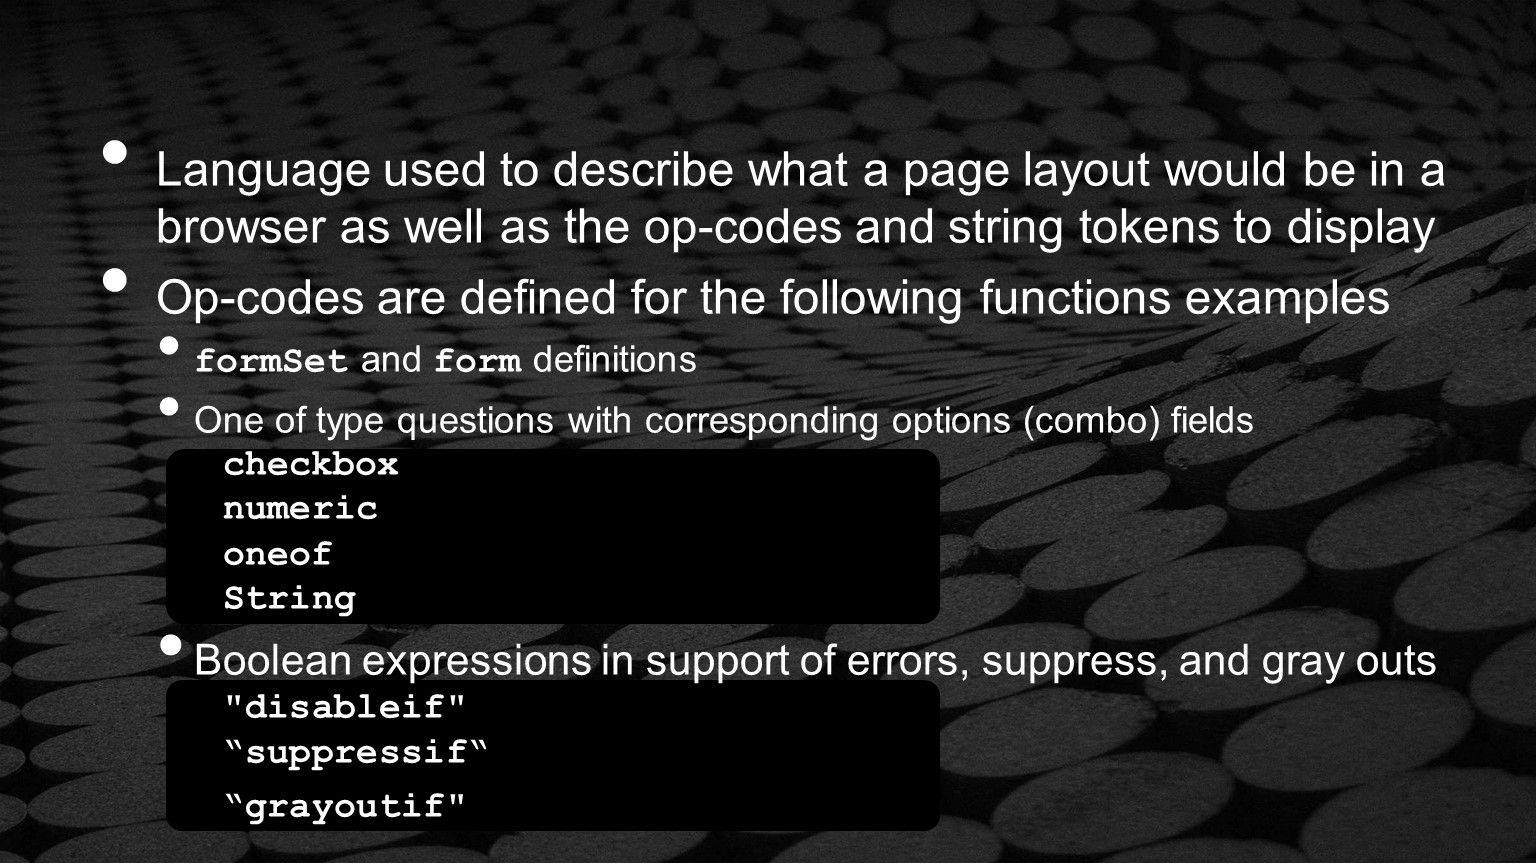 • Language used to describe what a page layout would be in a
browser as well as the op-codes and string tokens to display
• Op-codes are defined for the following functions examples
• formSet and form definitions
• One of type questions with corresponding options (combo) fields
checkbox
numeric
oneof
String
• Boolean expressions in support of errors, suppress, and gray outs
"disableif"
‟suppressif‟
‟grayoutif"